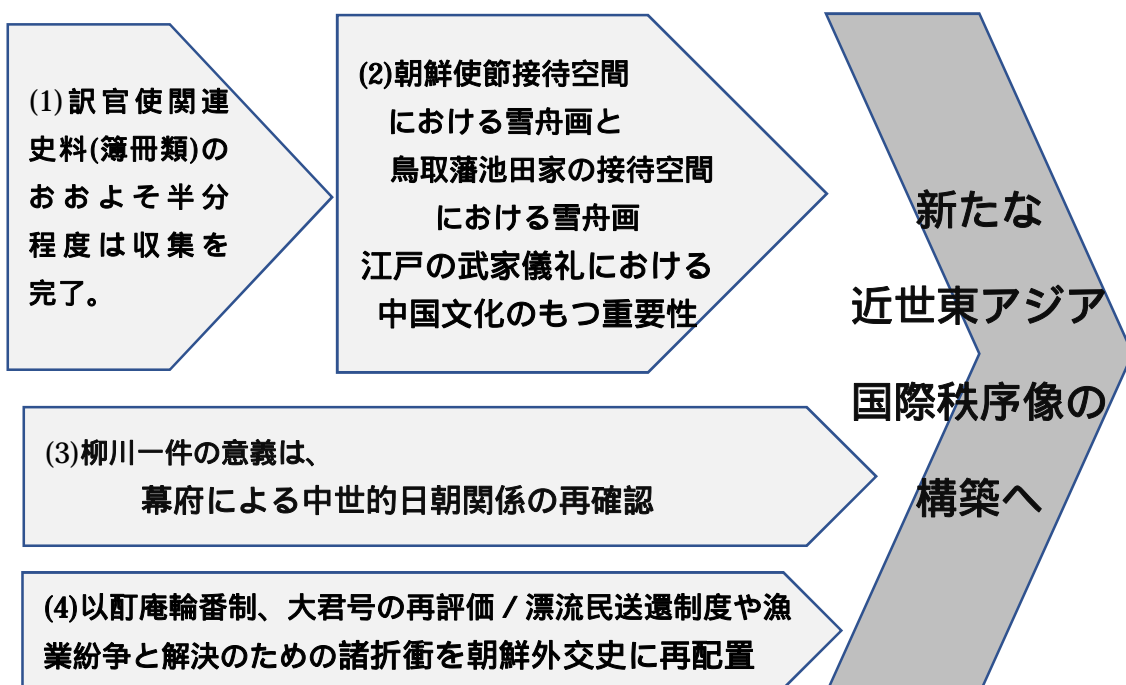 (1)訳官使関連
史料(簿冊類)の
おおよそ半分
程度は収集を
完了。
(2)朝鮮使節接待空間
における雪舟画と
鳥取藩池田家の接待空間
における雪舟画
江戸の武家儀礼における
中国文化のもつ重要性
(3)柳川一件の意義は、
幕府による中世的日朝関係の再確認
(4)以酊庵輪番制、大君号の再評価 / 漂流民送還制度や漁
業紛争と解決のための諸折衝を朝鮮外交史に再配置
新たな
近世東アジア
国際秩序像の
構築へ